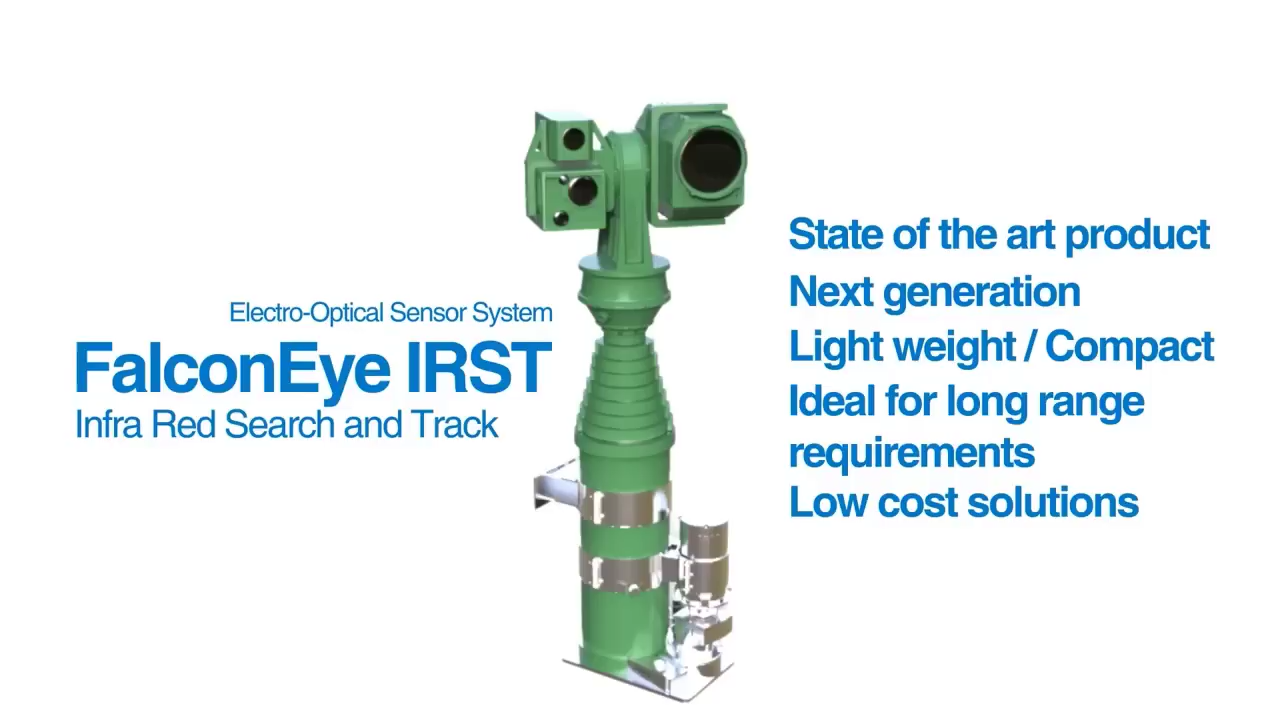 Electro-Optical Sensor System
FalconEye IRST
Infra Red Search and Track
State of the art product
Next generation
Light weight / Compact
Ideal for long range
requirements
Low cost solutions